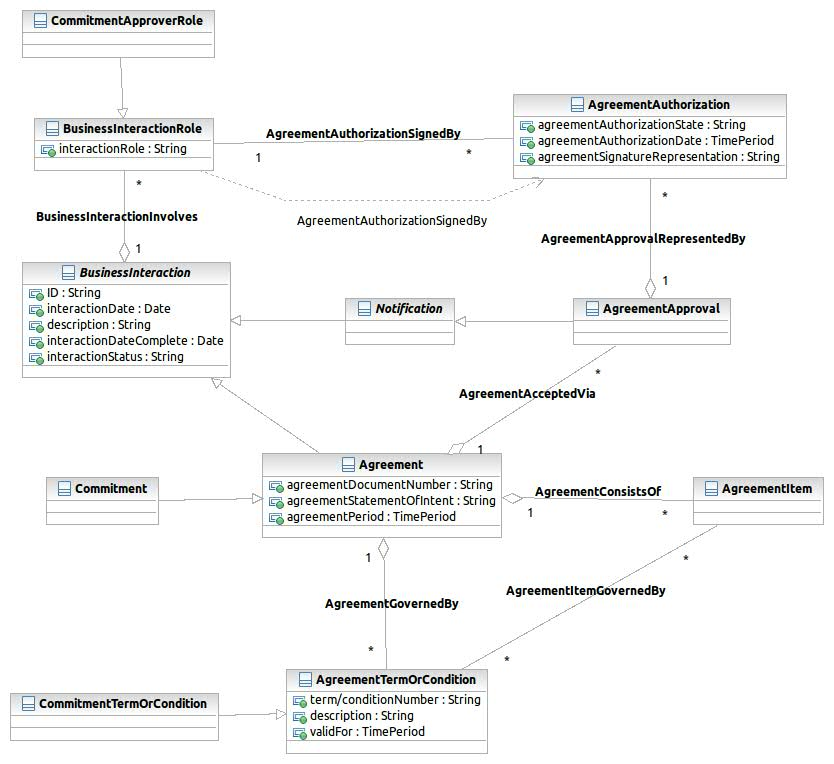 CommitmentApproverRole
BusinessInteractionRole
interactionRole : String
AgreementAuthorizationSignedBy
1
*
AgreementAuthorization
agreementAuthorizationState : String
agreementAuthorizationDate : TimePeriod
agreementSignatureRepresentation : String
*
BusinessInteractionInvolves
1
AgreementAuthorizationSignedBy
*
AgreementApprovalRepresentedBy
1
BusinessInteraction
ID : String
interactionDate : Date
description : String
interactionDateComplete : Date
interactionStatus : String
Notification
AgreementApproval
*
AgreementAcceptedVia
1
Agreement
agreementDocumentNumber : String
agreementStatementOfIntent : String
agreementPeriod : TimePeriod
Commitment
AgreementConsistsOf
1
*
AgreementItem
1
AgreementGovernedBy
*
*
AgreementItemGovernedBy
*
AgreementTermOrCondition
term/conditionNumber : String
description : String
validFor : TimePeriod
CommitmentTermOrCondition